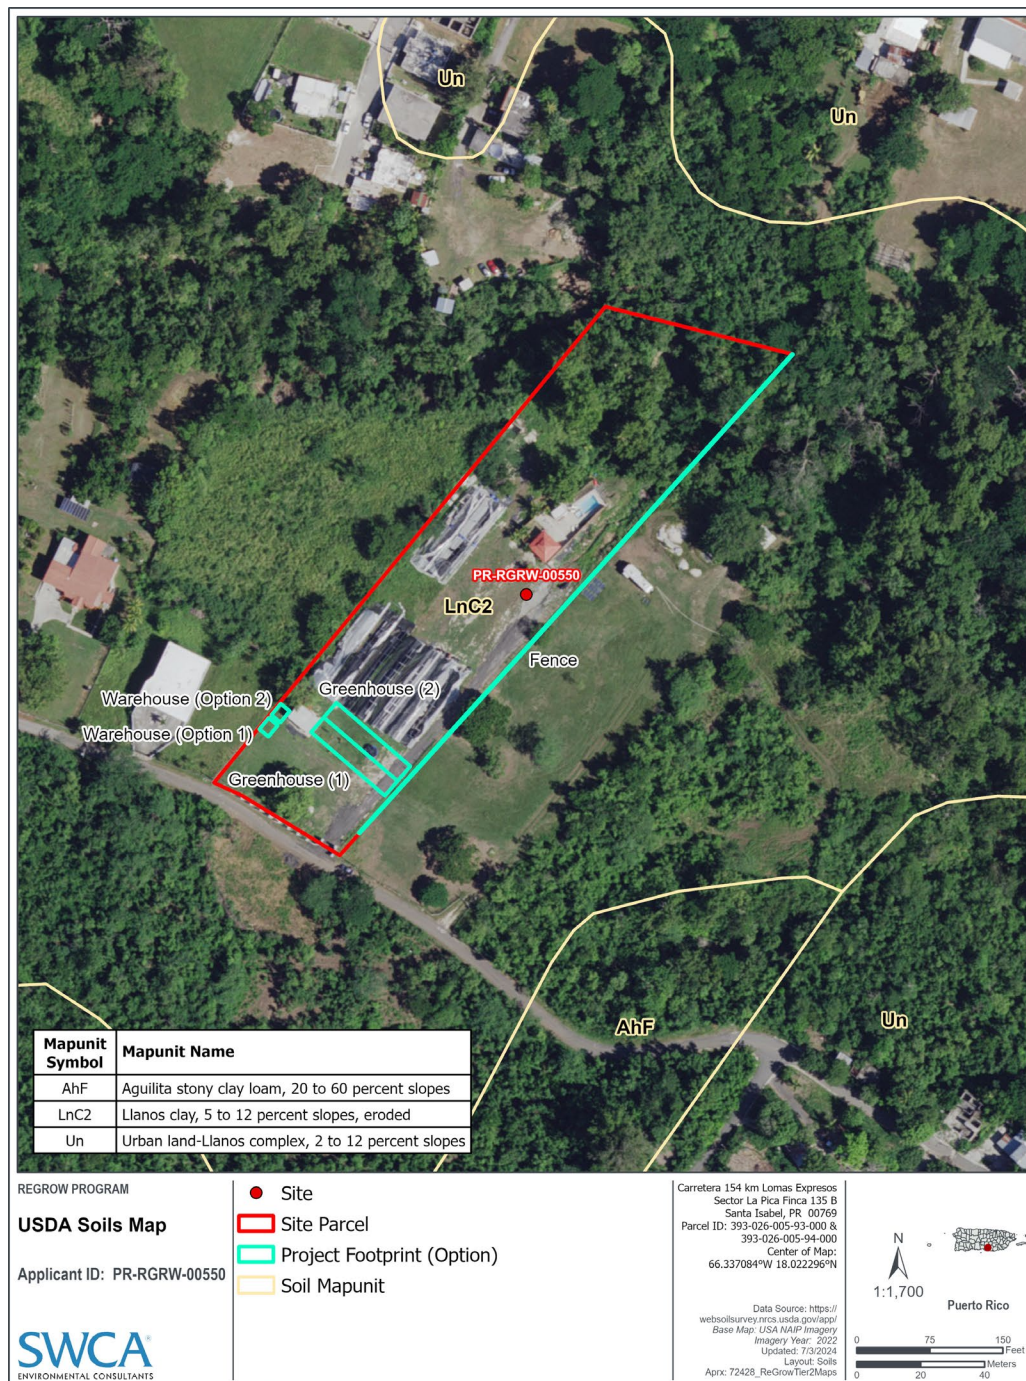 Un
Un
PR-RGRW-00550
LnC2
Fence
Greenhouse (2)
Warehouse (Option 2)
Warehouse (Option 1)
Greenhouse (1)
AhF
Un
Mapunit Symbol Mapunit Name
AhF Aguilita stony clay loam, 20 to 60 percent slopes
LnC2 Llanos clay, 5 to 12 percent slopes, eroded
Un Urban land-Llanos complex, 2 to 12 percent slopes
REGROW PROGRAM
USDA Soils Map
Applicant ID: PR-RGRW-00550
SWCA
ENVIRONMENTAL CONSULTANTS
Site
Site Parcel
Project Footprint (Option)
Soil Mapunit
Carretera 154 km Lomas Expresos
Sector La Pica Finca 135 B
Santa Isabel, PR 00769
Parcel ID: 393-026-005-93-000 &
393-026-005-94-000
Center of Map:
66.337084°W 18.022296°N
Data Source: https://
websoilsurvey.nrcs.usda.gov/app/
Base Map: USA NAIP Imagery
Imagery Year: 2022
Updated: 7/3/2024
Layout: Soils
Aprx: 72428_ReGrowTier2Maps
N
1:1,700
Puerto Rico
0 75 150
Feet
Meters
0 20 40